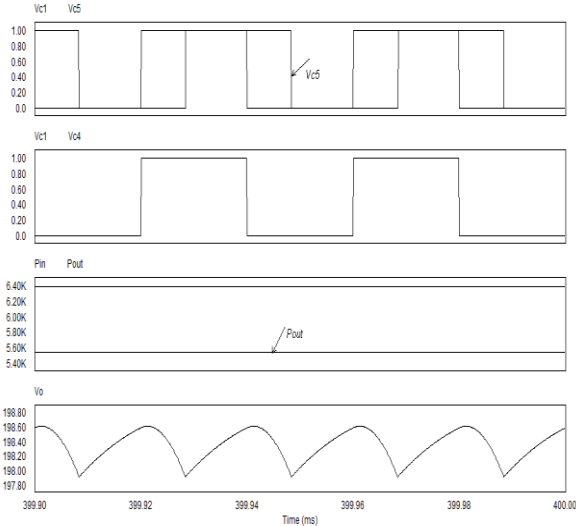 Vc1 Vc5
1.00
0.80
0.60
0.40
0.20
0.0
Vc5
Vc1 Vc4
1.00
0.80
0.60
0.40
0.20
0.0
Pin Pout
6.40K
6.20K
6.00K
5.80K
5.60K
5.40K
Pout
Vo
198.80
198.60
198.40
198.20
198.00
197.80
399.90 399.92 399.94 399.96 399.98 400.00
Time (ms)